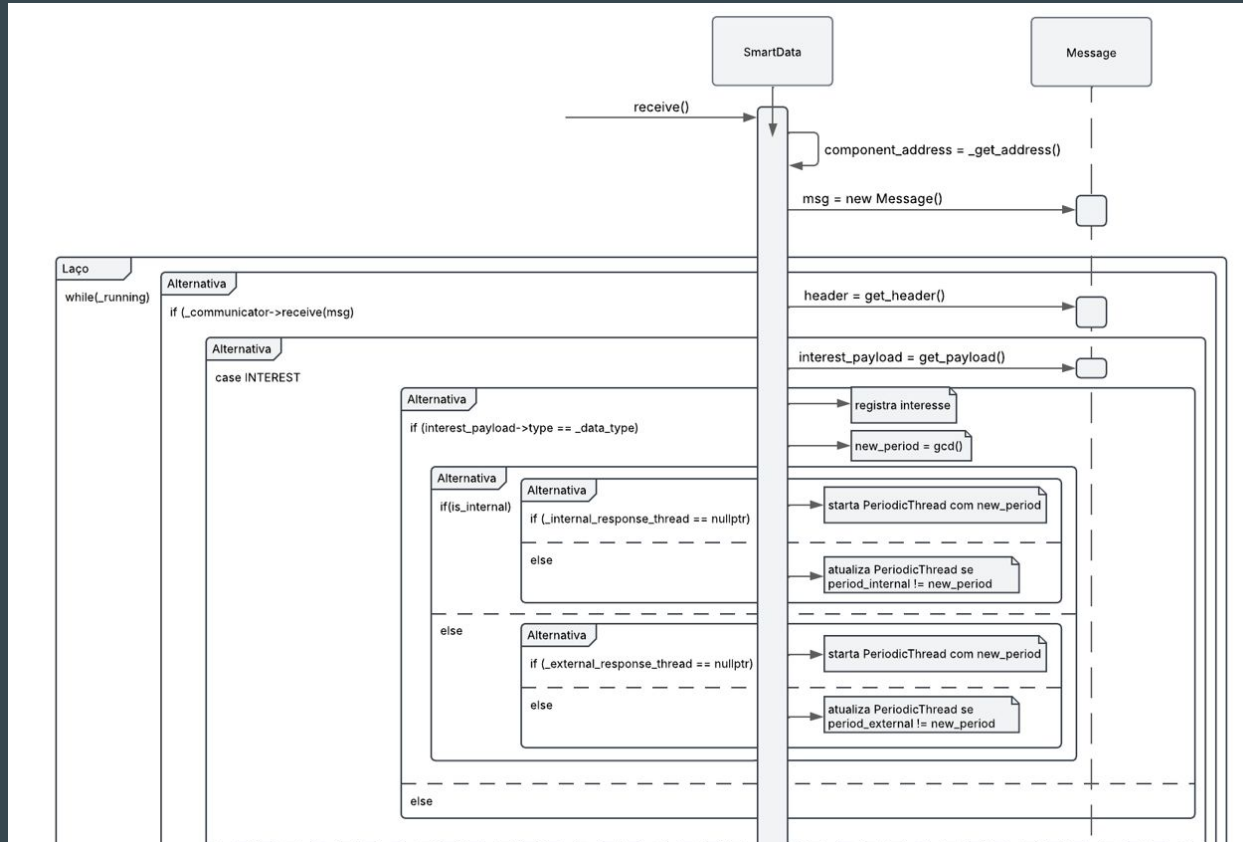 SmartData
Message
receive()
component_address = _get_address()
msg = new Message()
Laço
while(_running)
Alternativa
if (_communicator->receive(msg)
header = get_header()
Alternativa
case INTEREST
interest_payload = get_payload()
Alternativa
if (interest_payload->type == _data_type)
registra interesse
new_period = gcd()
Alternativa
if(is_internal)
Alternativa
if (_internal_response_thread == nullptr)
starta PeriodicThread com new_period
else
atualiza PeriodicThread se
period_internal != new_period
else
Alternativa
if (_external_response_thread == nullptr)
starta PeriodicThread com new_period
else
atualiza PeriodicThread se
period_external != new_period
else